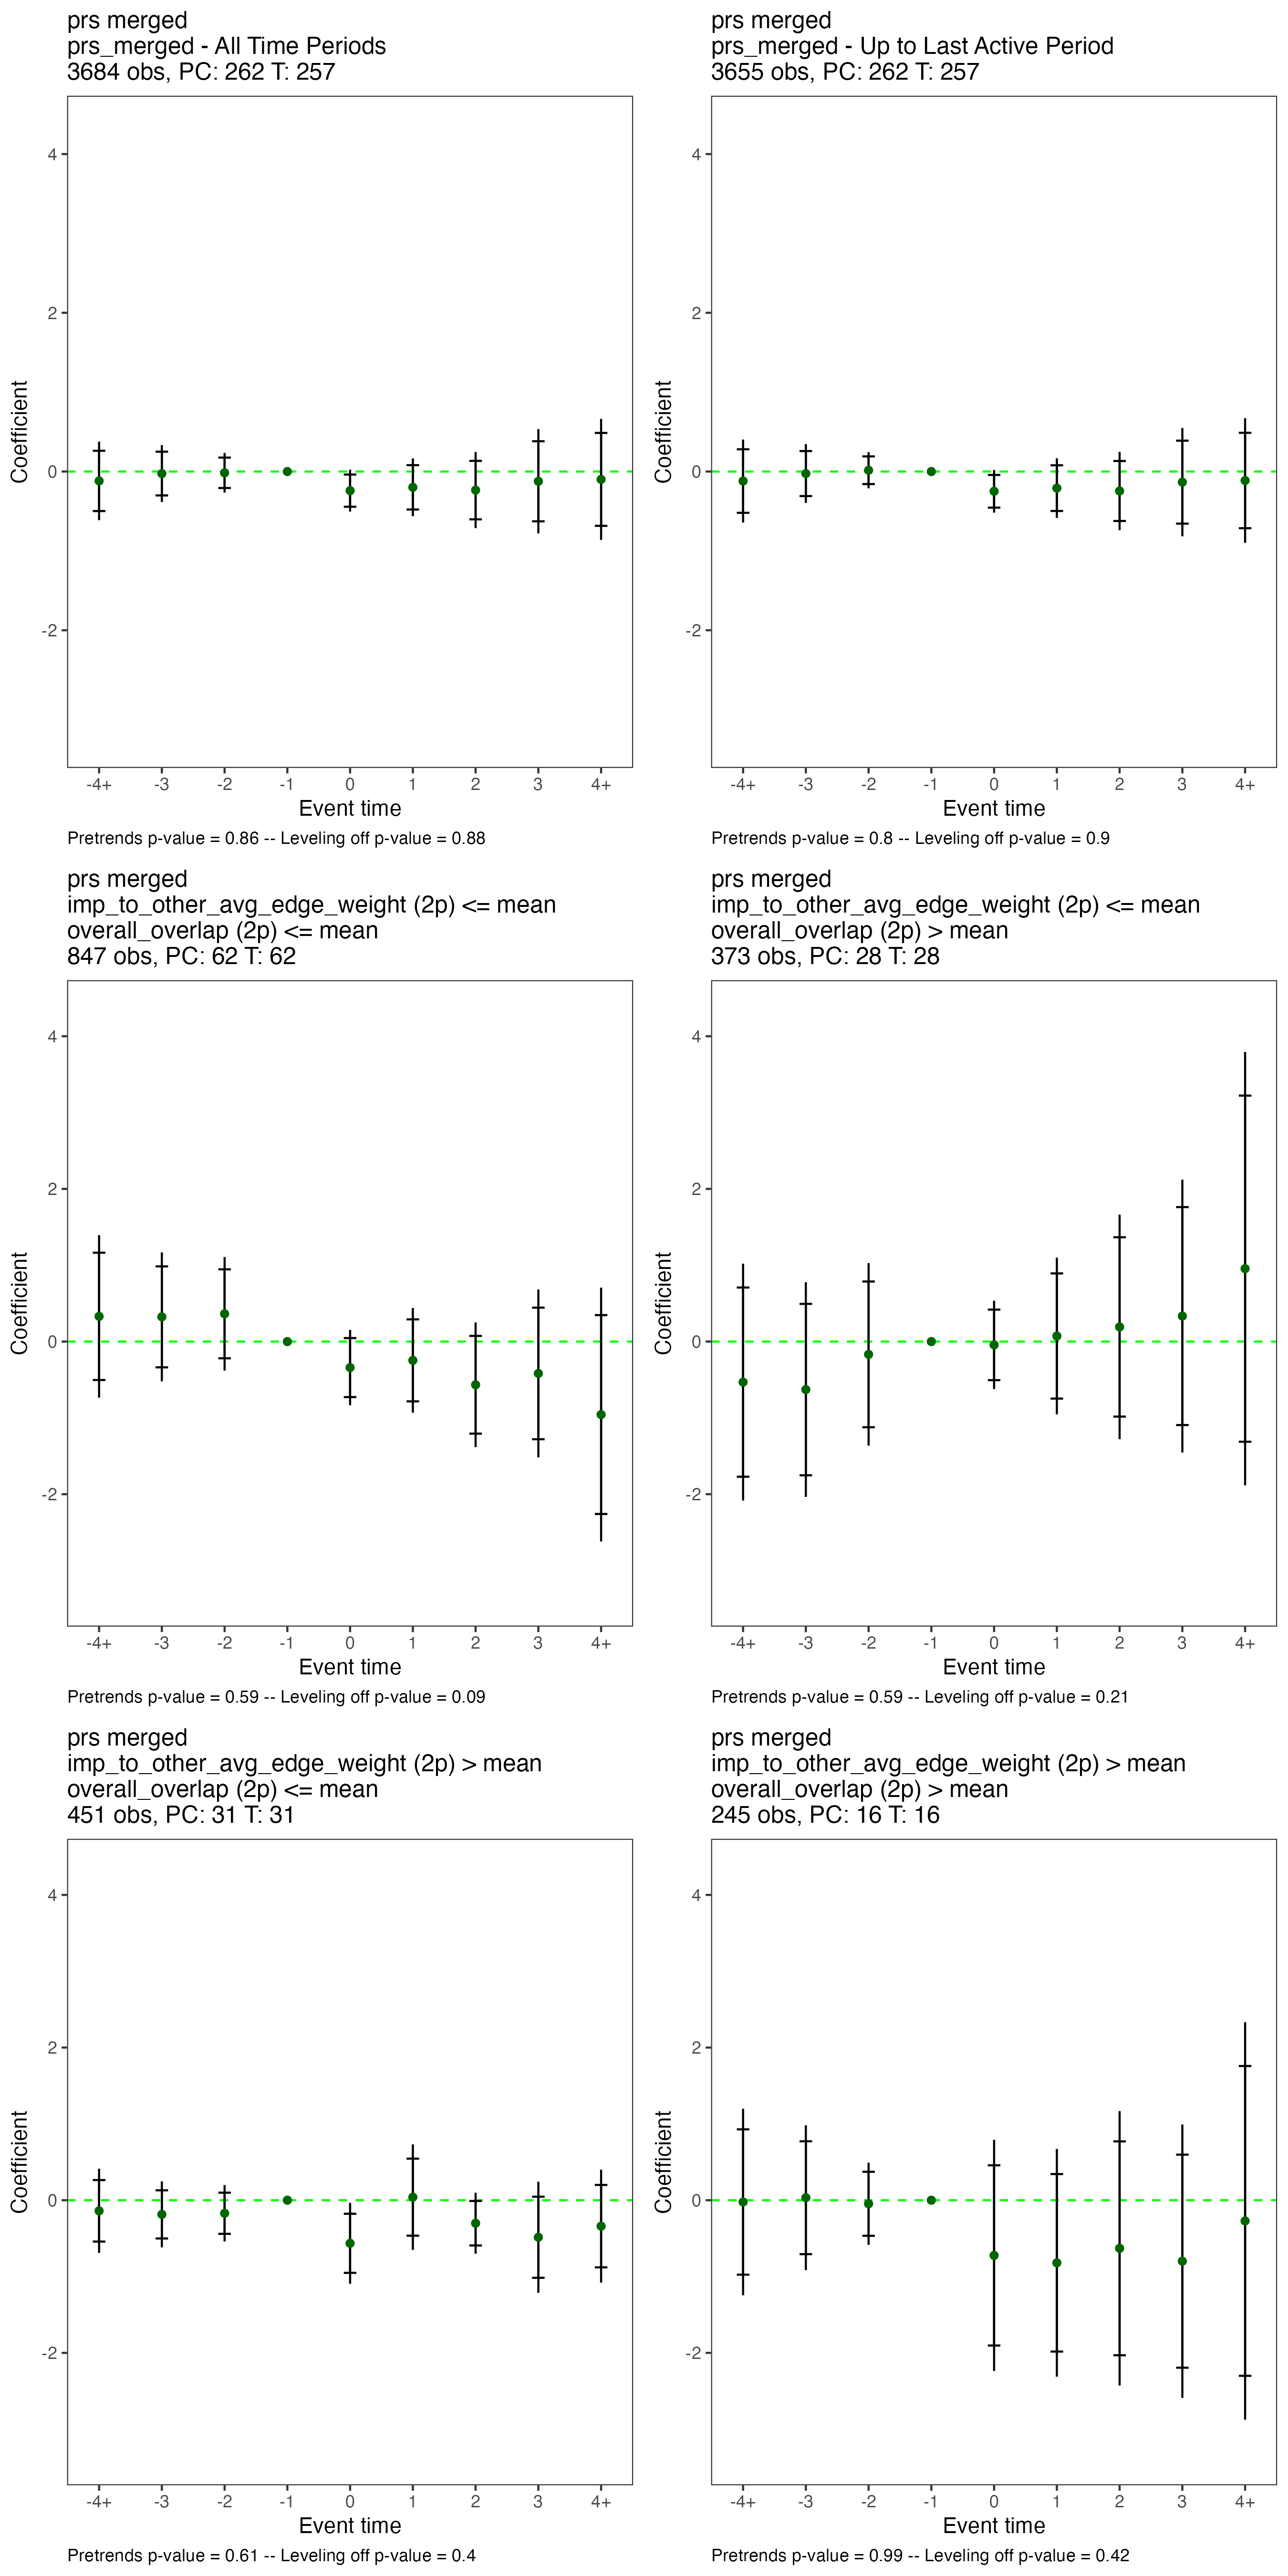 prs merged
prs_merged - All Time Periods
3684 obs, PC: 262 T: 257
4
2
0
-2
Coefficient
-4+ -3 -2 -1 0 1 2 3 4+
Event time
Pretrends p-value = 0.86 -- Leveling off p-value = 0.88
prs merged
prs_merged - Up to Last Active Period
3655 obs, PC: 262 T: 257
4
2
0
-2
Coefficient
-4+ -3 -2 -1 0 1 2 3 4+
Event time
Pretrends p-value = 0.8 -- Leveling off p-value = 0.9
prs merged
imp_to_other_avg_edge_weight (2p) <= mean
overall_overlap (2p) <= mean
847 obs, PC: 62 T: 62
4
2
0
-2
Coefficient
-4+ -3 -2 -1 0 1 2 3 4+
Event time
Pretrends p-value = 0.59 -- Leveling off p-value = 0.09
prs merged
imp_to_other_avg_edge_weight (2p) <= mean
overall_overlap (2p) > mean
373 obs, PC: 28 T: 28
4
2
0
-2
Coefficient
-4+ -3 -2 -1 0 1 2 3 4+
Event time
Pretrends p-value = 0.59 -- Leveling off p-value = 0.21
prs merged
imp_to_other_avg_edge_weight (2p) > mean
overall_overlap (2p) <= mean
451 obs, PC: 31 T: 31
4
2
0
-2
Coefficient
-4+ -3 -2 -1 0 1 2 3 4+
Event time
Pretrends p-value = 0.61 -- Leveling off p-value = 0.4
prs merged
imp_to_other_avg_edge_weight (2p) > mean
overall_overlap (2p) > mean
245 obs, PC: 16 T: 16
4
2
0
-2
Coefficient
-4+ -3 -2 -1 0 1 2 3 4+
Event time
Pretrends p-value = 0.99 -- Leveling off p-value = 0.42